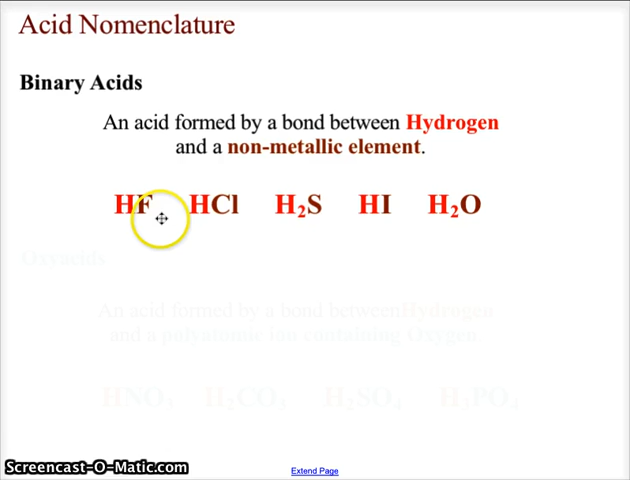 Acid Nomenclature
Binary Acids
An acid formed by a bond between Hydrogen
and a non-metallic element.
HF HCl H₂S HI H₂O
Oxyacids
An acid formed by a bond betweenHydrogen
and a polyatomic ion containing Oxygen.
HNO₃ H₂CO₃ H₂SO₄ H₃PO₄
Screencast-O-Matic.com
Extend Page